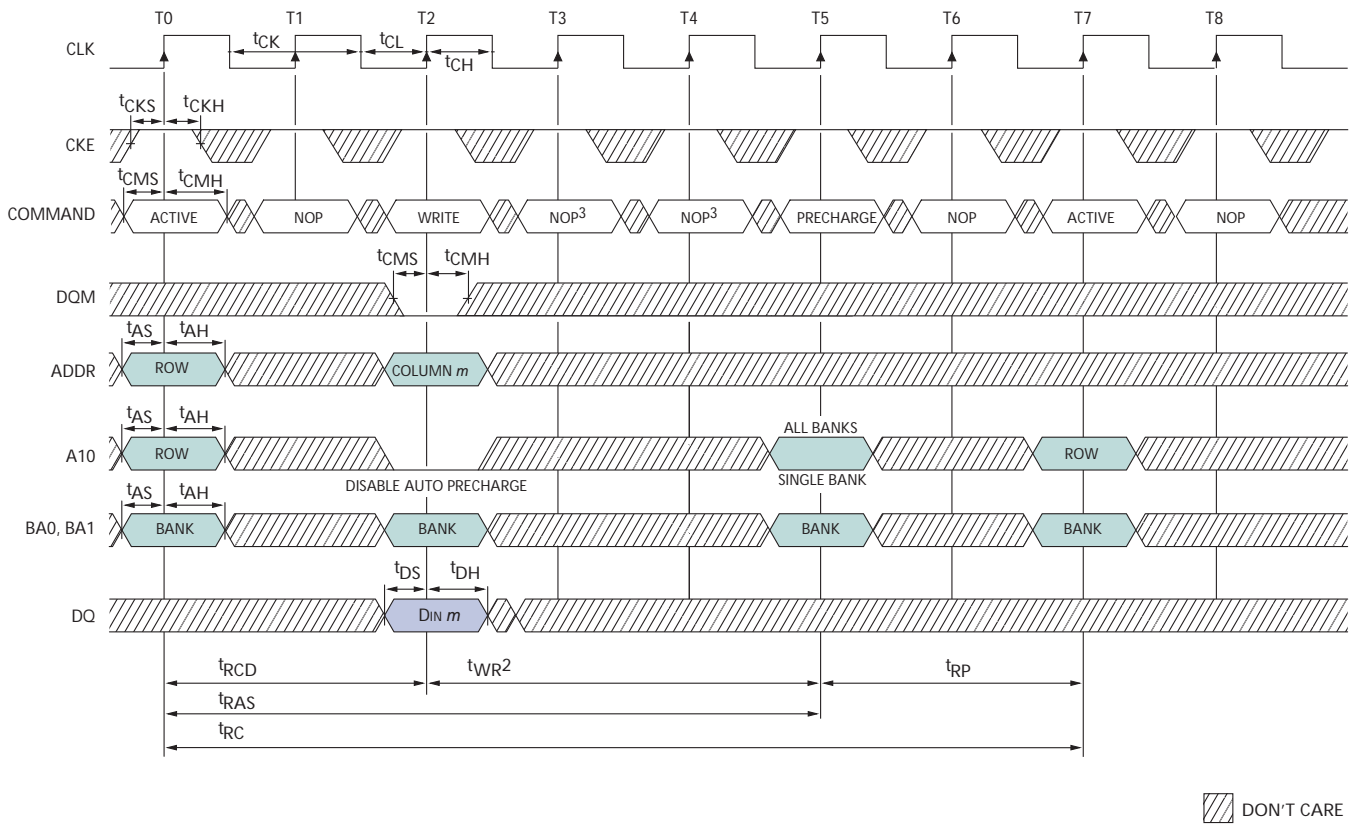 T0 T1 T2 T3 T4 T5 T6 T7 T8
CLK tCK tCL tCH
tCKS tCKH
CKE
tCMS tCMH
COMMAND ACTIVE NOP WRITE NOP3 NOP3 PRECHARGE NOP ACTIVE NOP
tCMS tCMH
DQM
tAS tAH
ADDR ROW COLUMN m
tAS tAH ALL BANKS
A10 ROW ROW
DISABLE AUTO PRECHARGE SINGLE BANK
tAS tAH
BA0, BA1 BANK BANK BANK BANK
tDS tDH
DQ DIN m
tRCD tWR2 tRP
tRAS
tRC
DON'T CARE